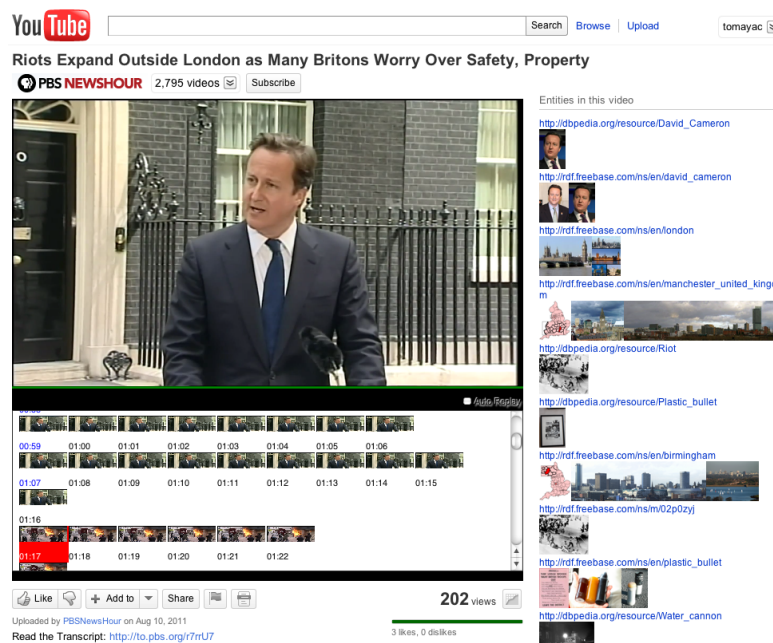 YouTube
Search Browse Upload tomayac
Riots Expand Outside London as Many Britons Worry Over Safety, Property
PBS NEWSHOUR 2,795 videos Subscribe
Entities in this video
http://dbpedia.org/resource/David_Cameron
http://rdf.freebase.com/ns/en/david_cameron
http://rdf.freebase.com/ns/en/london
http://rdf.freebase.com/ns/en/manchester_united_kingdo
m
http://dbpedia.org/resource/Riot
http://dbpedia.org/resource/Plastic_bullet
http://rdf.freebase.com/ns/en/birmingham
http://rdf.freebase.com/ns/m/02p0zyj
http://rdf.freebase.com/ns/en/plastic_bullet
http://dbpedia.org/resource/Water_cannon
Auto Replay
00:59 01:00 01:01 01:02 01:03 01:04 01:05 01:06
01:07 01:08 01:09 01:10 01:11 01:12 01:13 01:14 01:15
01:16
01:17 01:18 01:19 01:20 01:21 01:22
Like Add to Share 202 views
Uploaded by PBSNewsHour on Aug 10, 2011
3 likes, 0 dislikes
Read the Transcript: http://to.pbs.org/r7rrU7